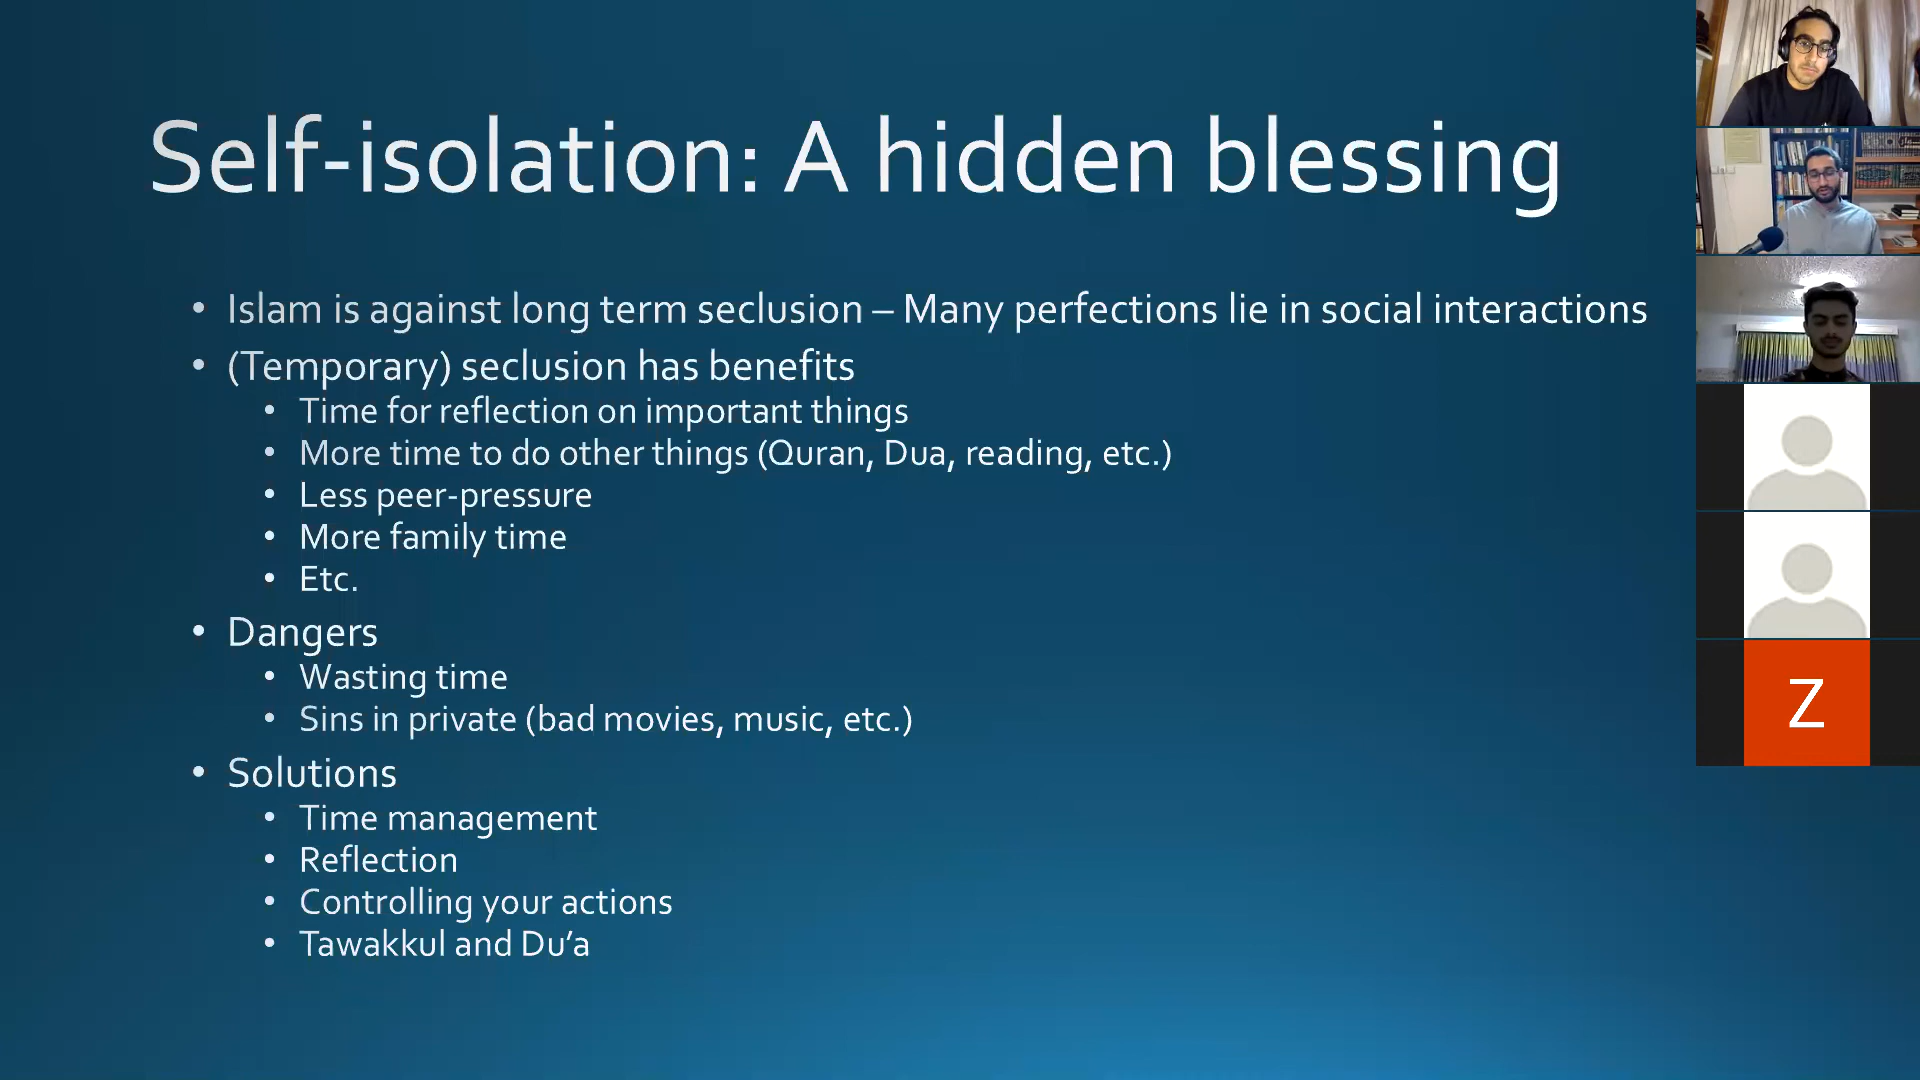 Self-isolation: A hidden blessing
• Islam is against long term seclusion – Many perfections lie in social interactions
• (Temporary) seclusion has benefits
• Time for reflection on important things
• More time to do other things (Quran, Dua, reading, etc.)
• Less peer-pressure
• More family time
• Etc.
• Dangers
• Wasting time
• Sins in private (bad movies, music, etc.)
• Solutions
• Time management
• Reflection
• Controlling your actions
• Tawakkul and Du’a
Z